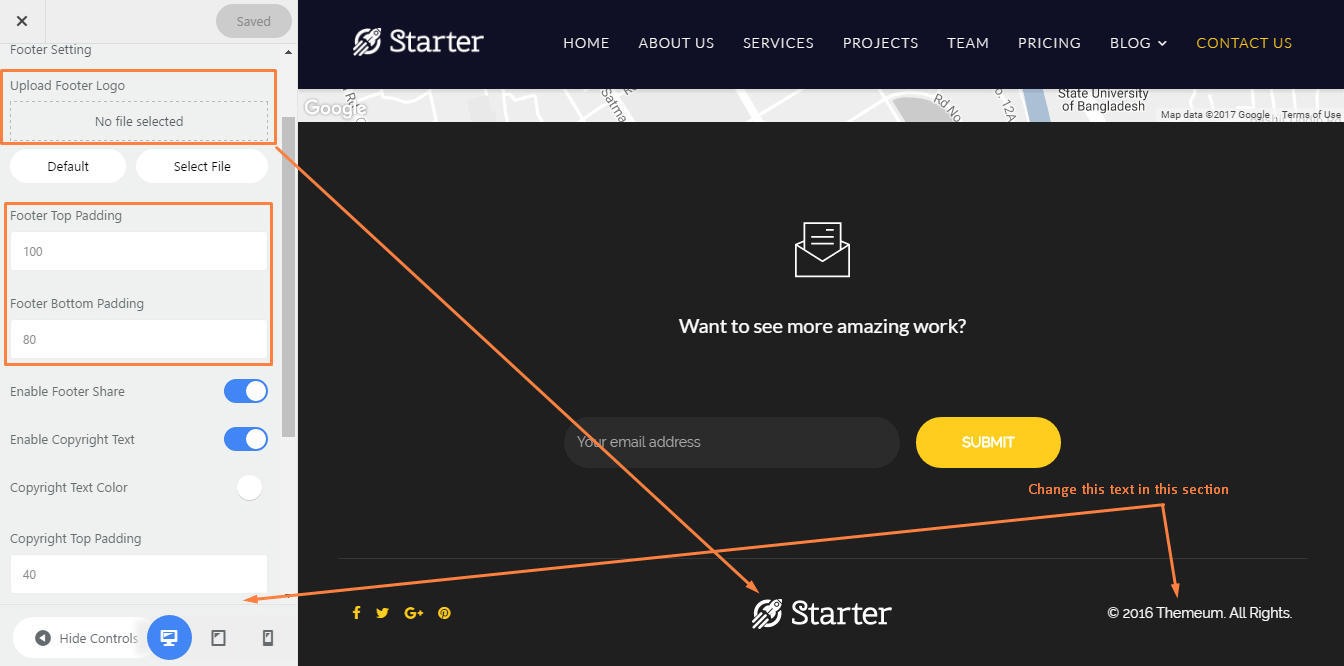 Saved
Footer Setting
Upload Footer Logo
No file selected
Default
Select File
Footer Top Padding
100
Footer Bottom Padding
80
Enable Footer Share
Enable Copyright Text
Copyright Text Color
Copyright Top Padding
40
Hide Controls
Starter
HOME ABOUT US SERVICES PROJECTS TEAM PRICING BLOG CONTACT US
Google
Satma
Rd No.
o. 12A
State University
of Bangladesh
Map data ©2017 Google Terms of Use
Want to see more amazing work?
Your email address
SUBMIT
Change this text in this section
Starter
© 2016 Themeum. All Rights.